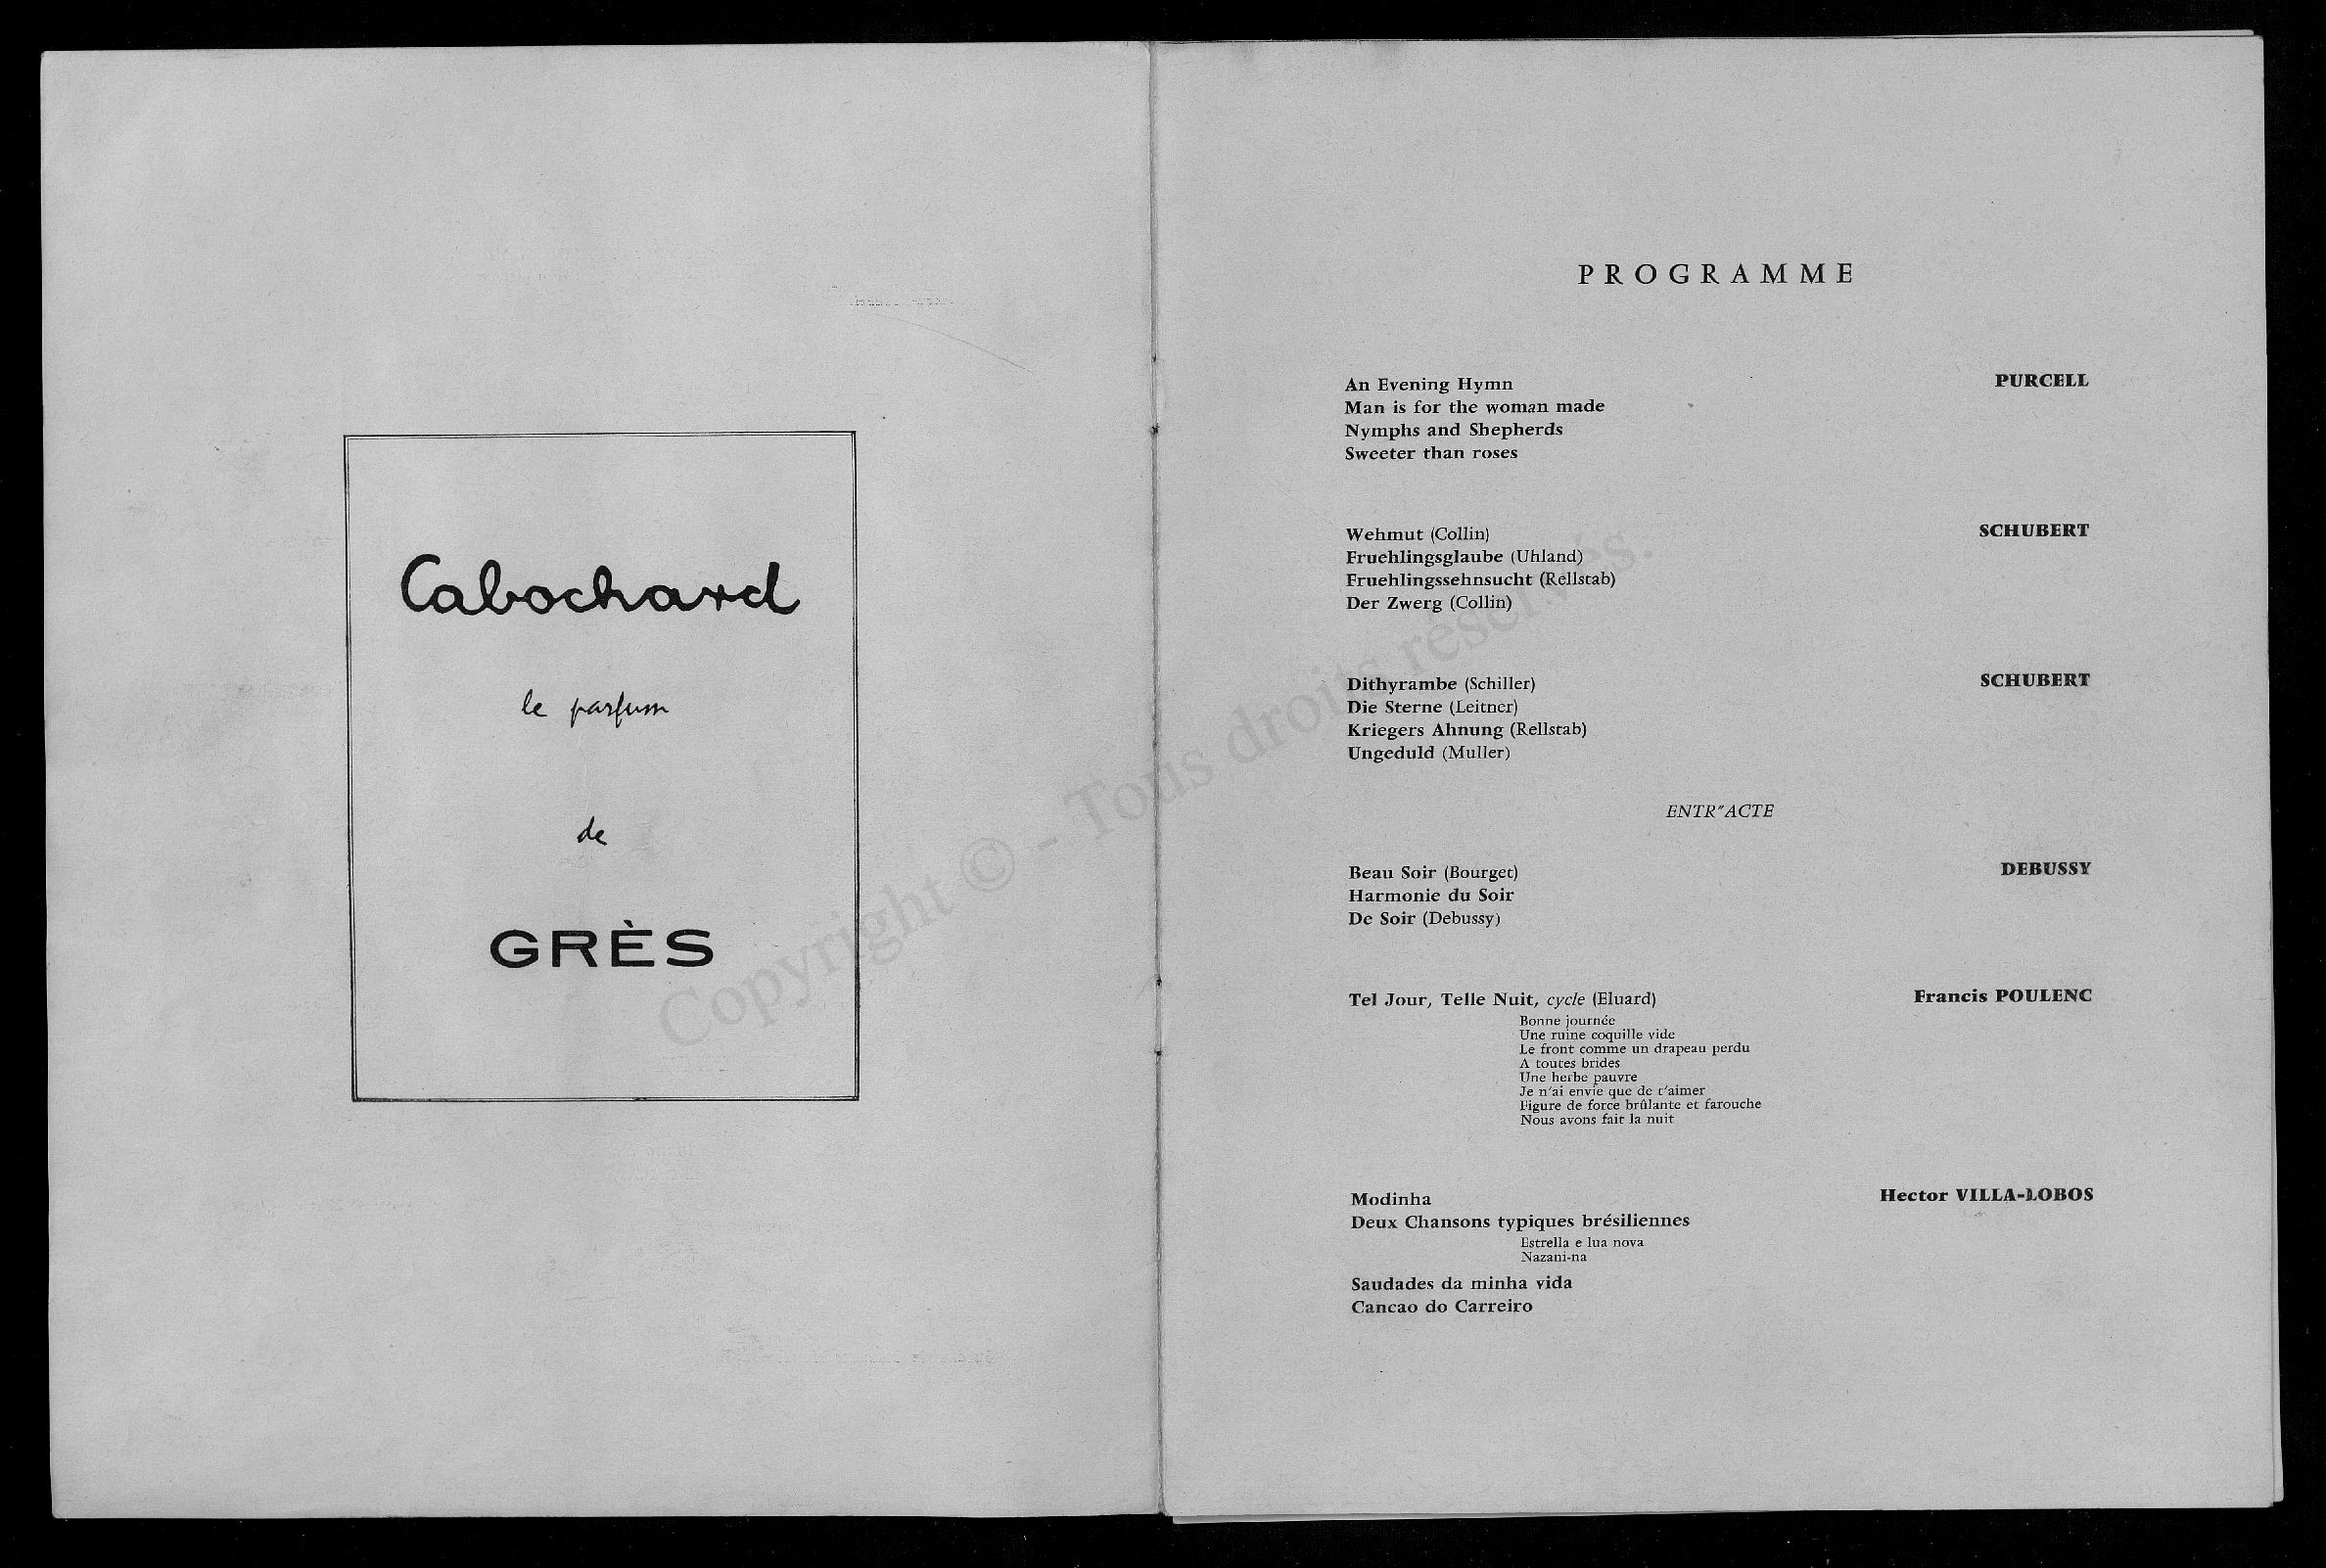 Cabochard
le parfum
de
GRÈS
PROGRAMME
An Evening Hymn PURCELL
Man is for the woman made
Nymphs and Shepherds
Sweeter than roses
Wehmut (Collin) SCHUBERT
Fruehlingsglaube (Uhland)
Fruehlingssehnsucht (Rellstab)
Der Zwerg (Collin)
Dithyrambe (Schiller) SCHUBERT
Die Sterne (Leitner)
Kriegers Ahnung (Rellstab)
Ungeduld (Muller)
ENTR"ACTE
Beau Soir (Bourget) DEBUSSY
Harmonie du Soir
De Soir (Debussy)
Tel Jour, Telle Nuit, cycle (Eluard) Francis POULENC
Bonne journée
Une ruine coquille vide
Le front comme un drapeau perdu
A toutes brides
Une herbe pauvre
Je n'ai envie que de t'aimer
Figure de force brûlante et farouche
Nous avons fait la nuit
Modinha Hector VILLA-LOBOS
Deux Chansons typiques brésiliennes
Estrella e lua nova
Nazani-na
Saudades da minha vida
Cancao do Carreiro
Copyright © - Tous droits réservés.